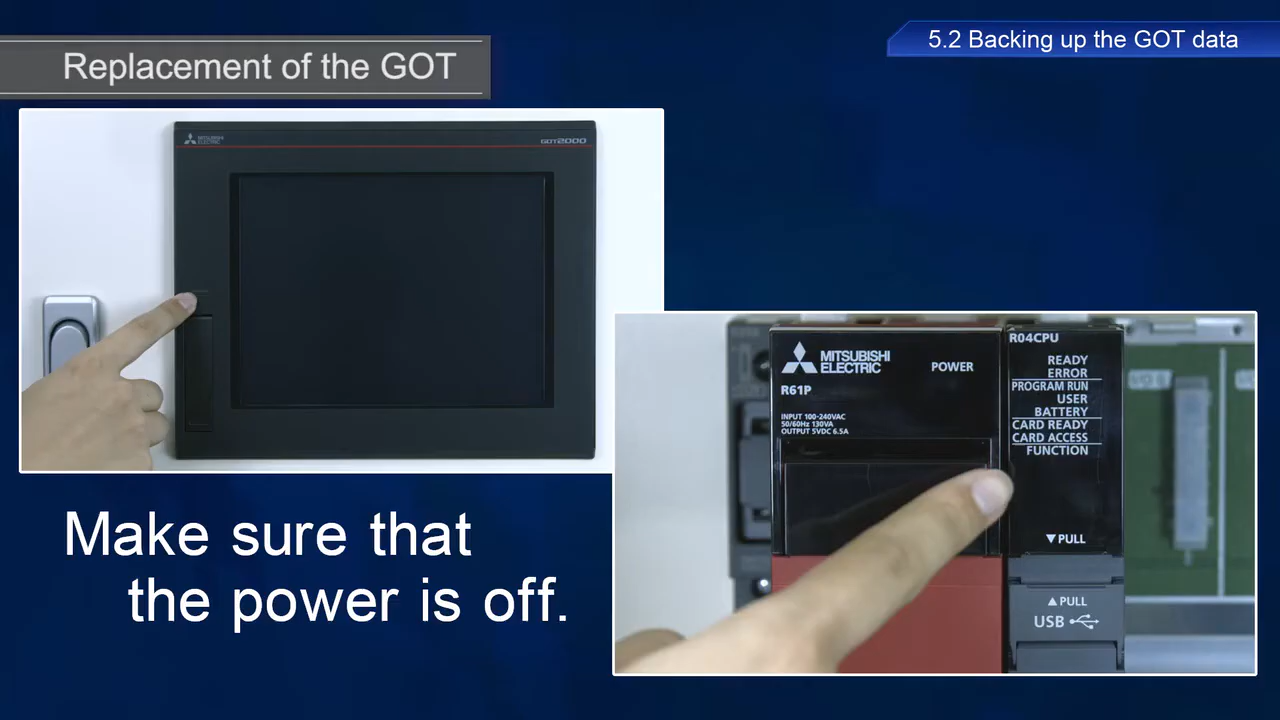 5.2 Backing up the GOT data
Replacement of the GOT
MITSUBISHI
ELECTRIC
GOT2000
MITSUBISHI
ELECTRIC
POWER
R61P
INPUT 100-240VAC
50/60Hz 130VA
OUTPUT 5VDC 6.5A
R04CPU
READY
ERROR
PROGRAM RUN
USER
BATTERY
CARD READY
CARD ACCESS
FUNCTION
▼PULL
▲PULL
USB
Make sure that
the power is off.